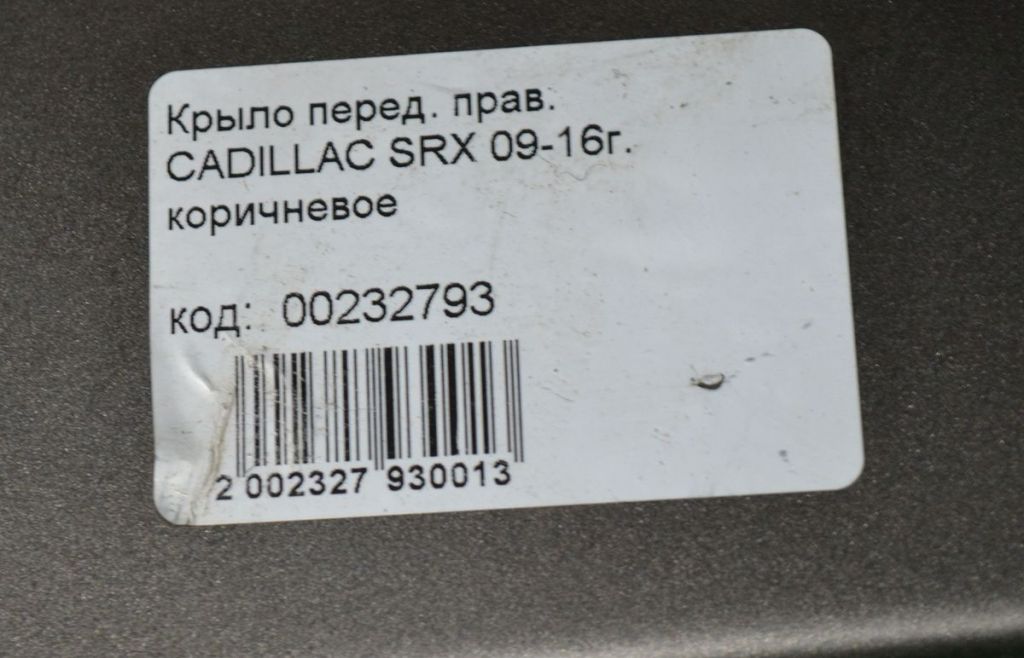 Крыло перед. прав.
CADILLAC SRX 09-16г.
коричневое
код: 00232793
2 002327 930013